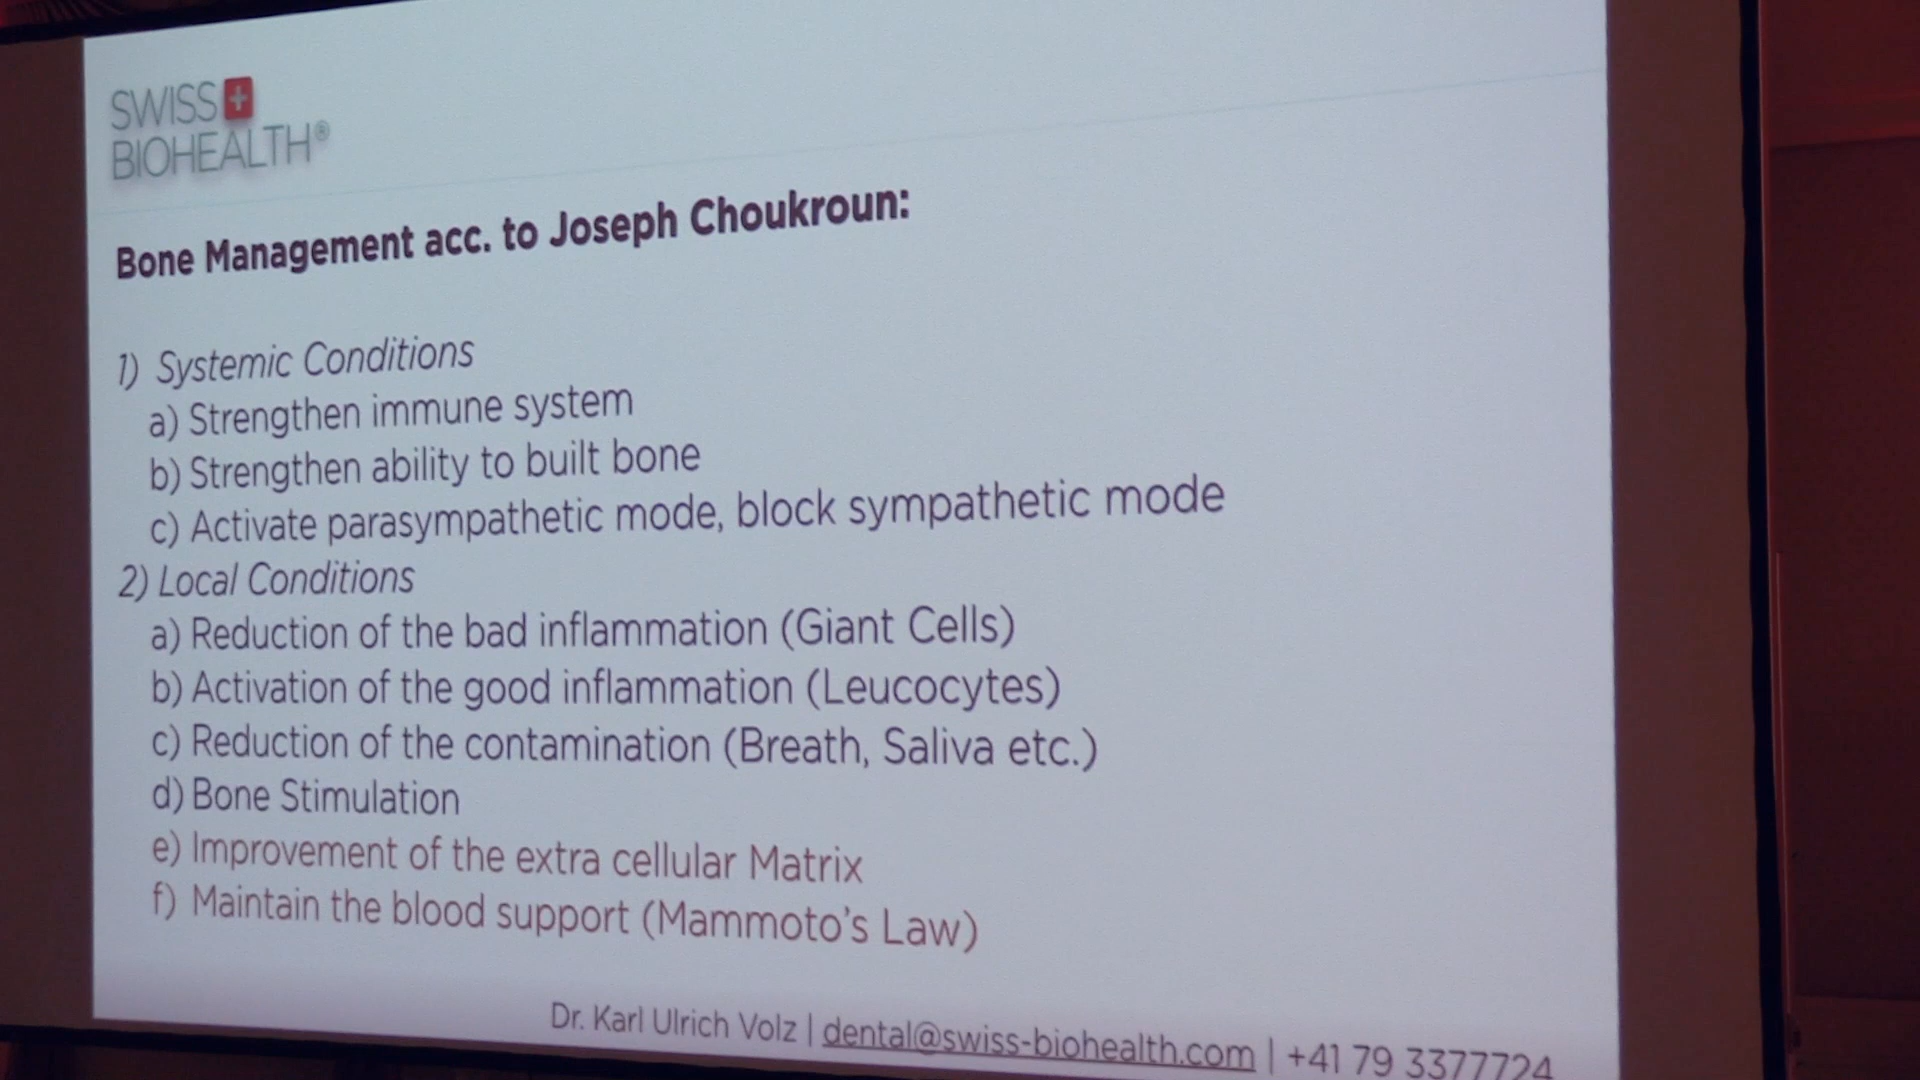 SWISS
BIOHEALTH®
Bone Management acc. to Joseph Choukroun:
1) Systemic Conditions
a) Strengthen immune system
b) Strengthen ability to built bone
c) Activate parasympathetic mode, block sympathetic mode
2) Local Conditions
a) Reduction of the bad inflammation (Giant Cells)
b) Activation of the good inflammation (Leucocytes)
c) Reduction of the contamination (Breath, Saliva etc.)
d) Bone Stimulation
e) Improvement of the extra cellular Matrix
f) Maintain the blood support (Mammoto's Law)
Dr. Karl Ulrich Volz | dental@swiss-biohealth.com | +41 79 3377724